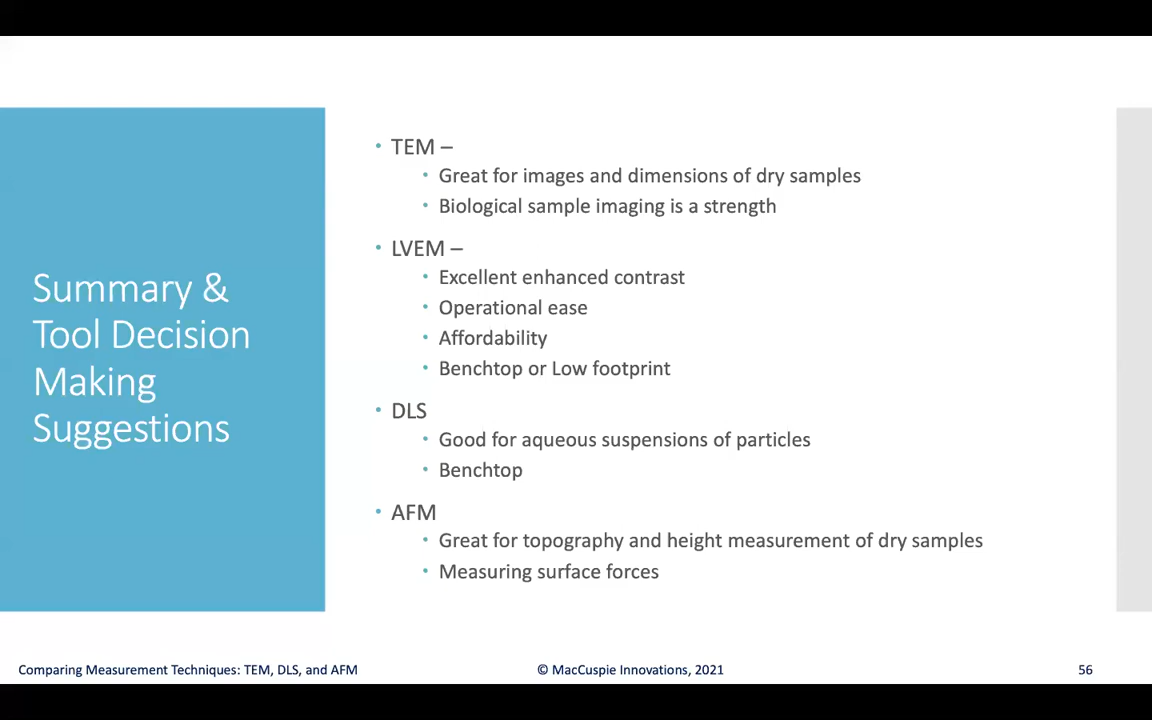 Summary &
Tool Decision
Making
Suggestions
• TEM –
• Great for images and dimensions of dry samples
• Biological sample imaging is a strength
• LVEM –
• Excellent enhanced contrast
• Operational ease
• Affordability
• Benchtop or Low footprint
• DLS
• Good for aqueous suspensions of particles
• Benchtop
• AFM
• Great for topography and height measurement of dry samples
• Measuring surface forces
Comparing Measurement Techniques: TEM, DLS, and AFM
© MacCuspie Innovations, 2021
56